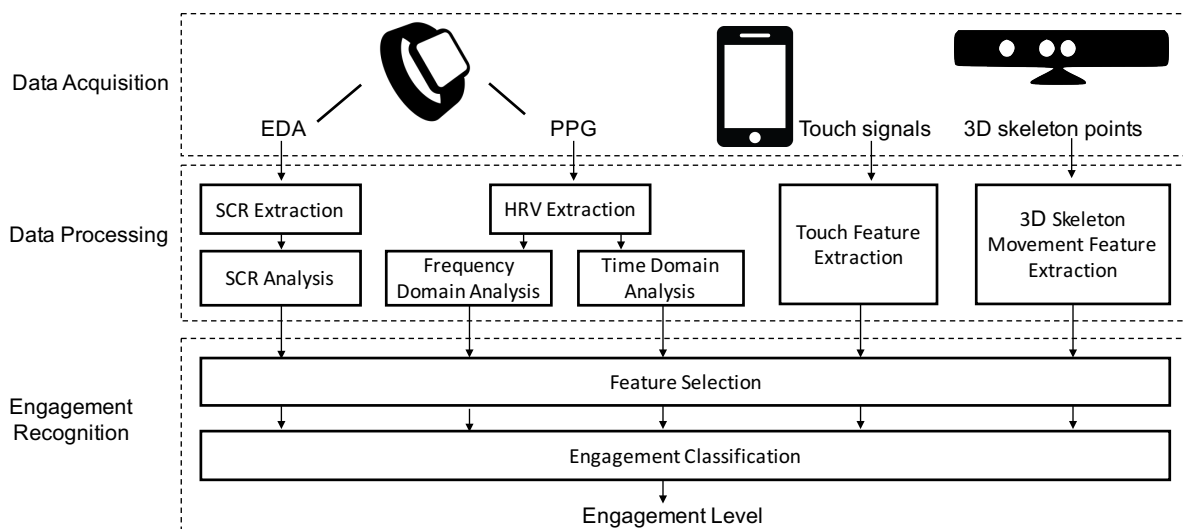 Data Acquisition
EDA
PPG
Touch signals
3D skeleton points
Data Processing
SCR Extraction
HRV Extraction
Touch Feature
Extraction
3D Skeleton
Movement Feature
Extraction
SCR Analysis
Frequency
Domain Analysis
Time Domain
Analysis
Engagement
Recognition
Feature Selection
Engagement Classification
Engagement Level